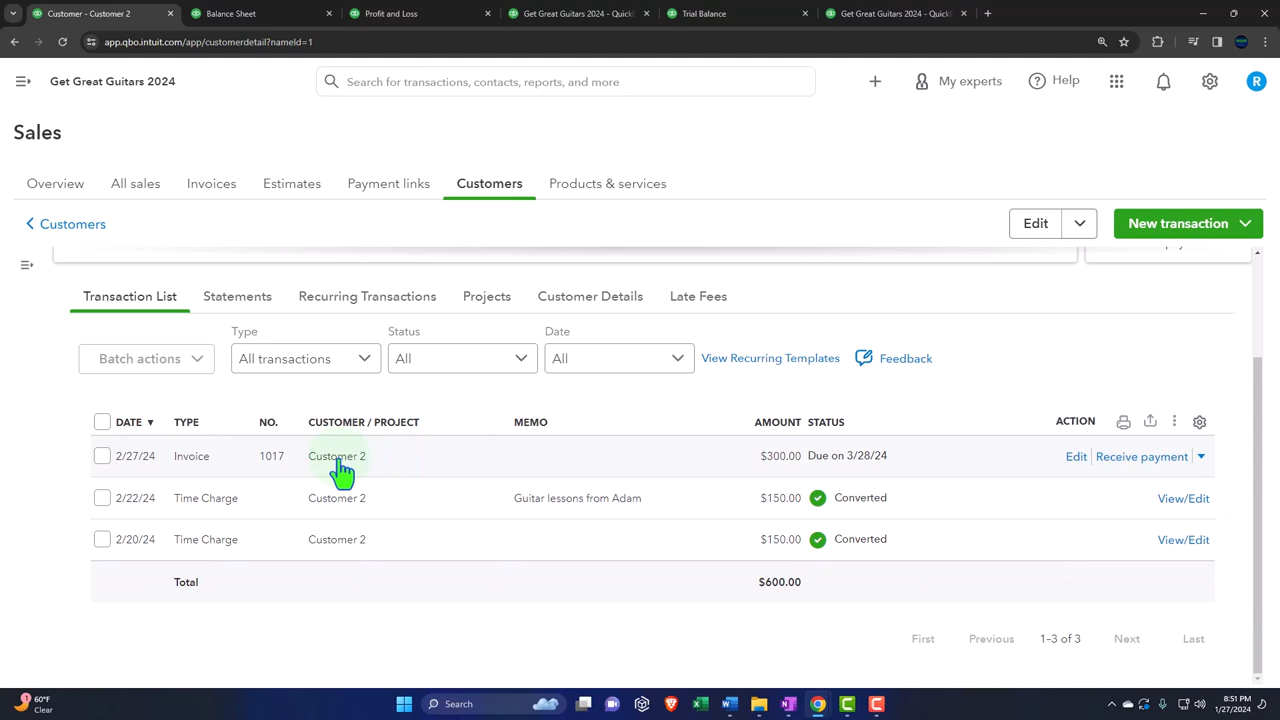 Customer - Customer 2
Balance Sheet
Profit and Loss
Get Great Guitars 2024 - QuickB
Trial Balance
Get Great Guitars 2024 - QuickB
app.qbo.intuit.com/app/customerdetail?nameId=1
Get Great Guitars 2024
Search for transactions, contacts, reports, and more
My experts
Help
R
Sales
Overview
All sales
Invoices
Estimates
Payment links
Customers
Products & services
Customers
Edit
New transaction
Transaction List
Statements
Recurring Transactions
Projects
Customer Details
Late Fees
Type
Status
Date
Batch actions
All transactions
All
All
View Recurring Templates
Feedback
DATE TYPE NO. CUSTOMER / PROJECT MEMO AMOUNT STATUS ACTION
2/27/24 Invoice 1017 Customer 2 $300.00 Due on 3/28/24 Edit Receive payment
2/22/24 Time Charge Customer 2 Guitar lessons from Adam $150.00 Converted View/Edit
2/20/24 Time Charge Customer 2 $150.00 Converted View/Edit
Total $600.00
First Previous 1–3 of 3 Next Last
60°F
Clear
Search
8:51 PM
1/27/2024